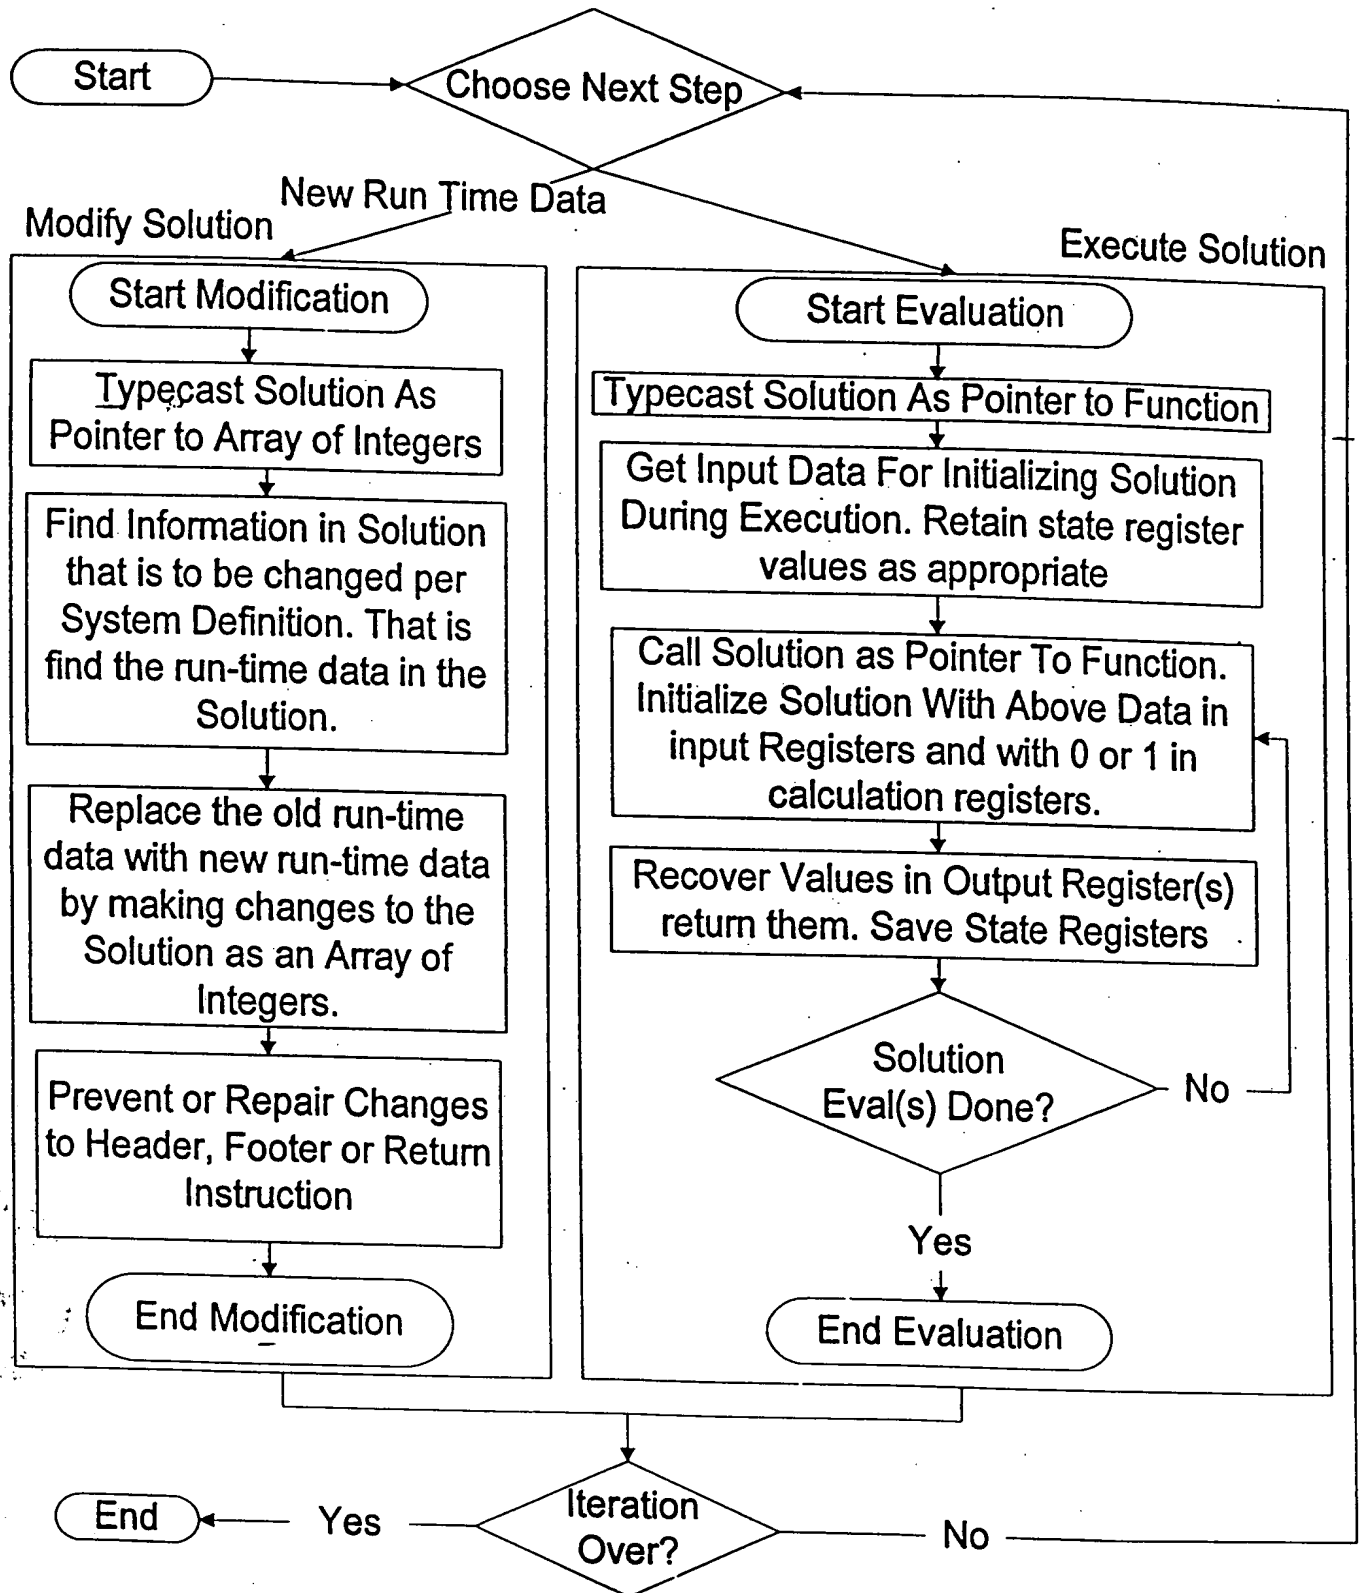 Start
Choose Next Step
New Run Time Data
Modify Solution
Execute Solution
Start Modification
Typecast Solution As
Pointer to Array of Integers
Find Information in Solution
that is to be changed per
System Definition. That is
find the run-time data in the
Solution.
Replace the old run-time
data with new run-time data
by making changes to the
Solution as an Array of
Integers.
Prevent or Repair Changes
to Header, Footer or Return
Instruction
End Modification
Start Evaluation
Typecast Solution As Pointer to Function
Get Input Data For Initializing Solution
During Execution. Retain state register
values as appropriate
Call Solution as Pointer To Function.
Initialize Solution With Above Data in
input Registers and with 0 or 1 in
calculation registers.
Recover Values in Output Register(s)
return them. Save State Registers
Solution
Eval(s) Done?
No
Yes
End Evaluation
Iteration
Over?
Yes
End
No